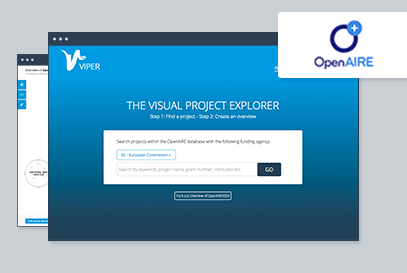 OpenAIRE
VIPER
THE VISUAL PROJECT EXPLORER
Step 1: Find a project - Step 2: Create an overview
Search projects within the OpenAIRE database with the following funding agency:
EC - European Commission
Search by keywords, project name, grant number, institution etc.
GO
Try it out: Overview of OpenAIRE2020
Overview of